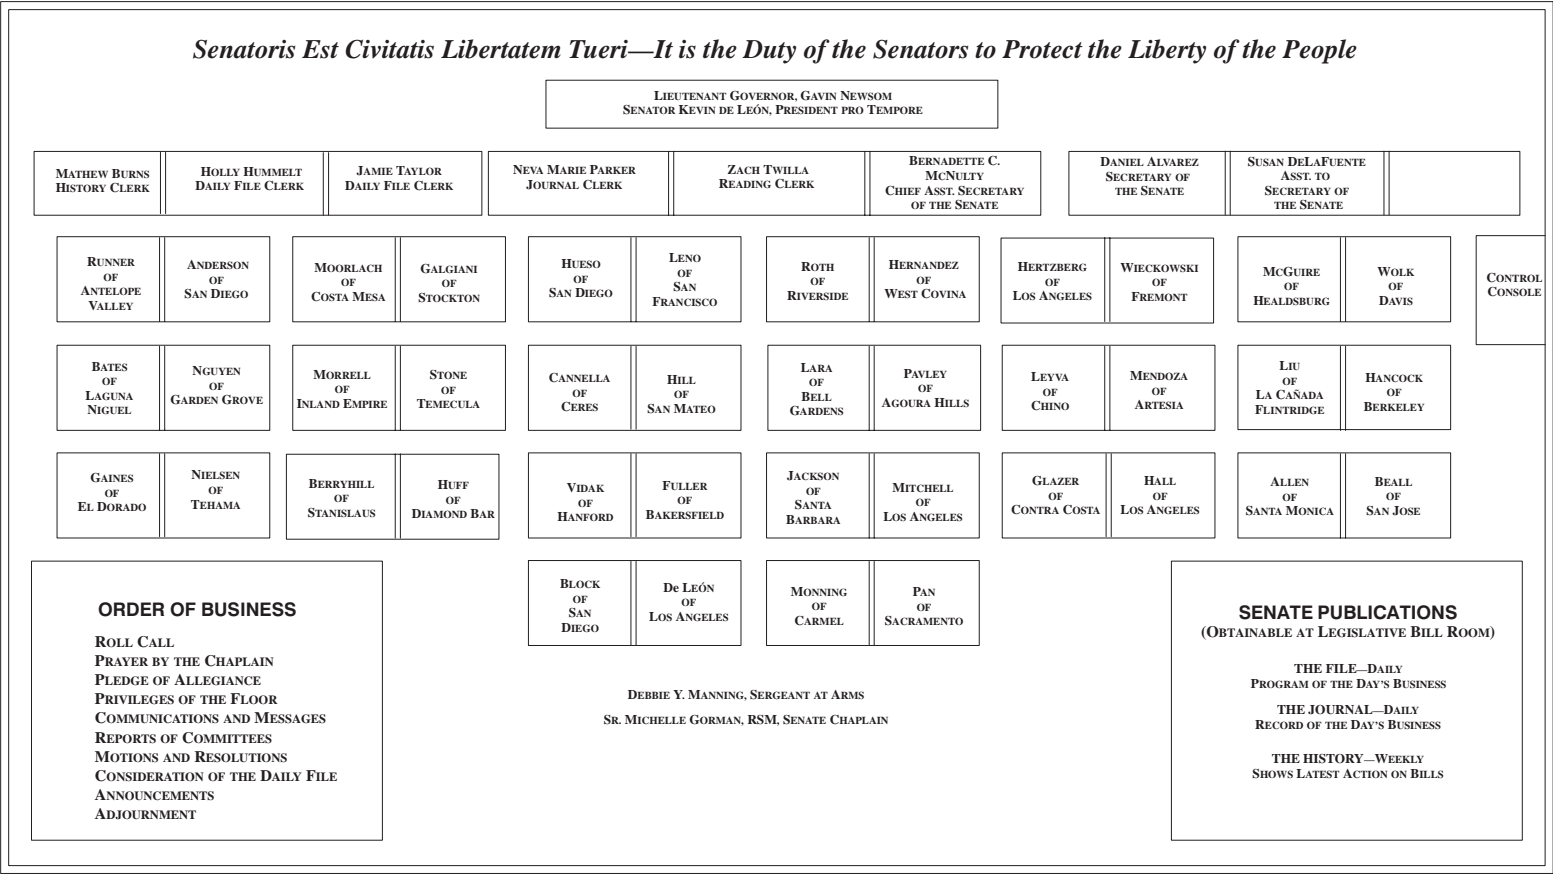 Senatoris Est Civitatis Libertatem Tueri—It is the Duty of the Senators to Protect the Liberty of the People
Lieutenant Governor, Gavin Newsom
Senator Kevin de León, President pro Tempore
Mathew Burns
History Clerk
Holly Hummelt
Daily File Clerk
Jamie Taylor
Daily File Clerk
Neva Marie Parker
Journal Clerk
Zach Twilla
Reading Clerk
Bernadette C.
McNulty
Chief Asst. Secretary
of the Senate
Daniel Alvarez
Secretary of
the Senate
Susan DeLaFuente
Asst. to
Secretary of
the Senate
Runner
of
Antelope
Valley
Anderson
of
San Diego
Moorlach
of
Costa Mesa
Galgiani
of
Stockton
Hueso
of
San Diego
Leno
of
San
Francisco
Roth
of
Riverside
Hernandez
of
West Covina
Hertzberg
of
Los Angeles
Wieckowski
of
Fremont
McGuire
of
Healdsburg
Wolk
of
Davis
Control
Console
Bates
of
Laguna
Niguel
Nguyen
of
Garden Grove
Morrell
of
Inland Empire
Stone
of
Temecula
Cannella
of
Ceres
Hill
of
San Mateo
Lara
of
Bell
Gardens
Pavley
of
Agoura Hills
Leyva
of
Chino
Mendoza
of
Artesia
Liu
of
La Cañada
Flintridge
Hancock
of
Berkeley
Gaines
of
El Dorado
Nielsen
of
Tehama
Berryhill
of
Stanislaus
Huff
of
Diamond Bar
Vidak
of
Hanford
Fuller
of
Bakersfield
Jackson
of
Santa
Barbara
Mitchell
of
Los Angeles
Glazer
of
Contra Costa
Hall
of
Los Angeles
Allen
of
Santa Monica
Beall
of
San Jose
Block
of
San
Diego
De León
of
Los Angeles
Monning
of
Carmel
Pan
of
Sacramento
ORDER OF BUSINESS
Roll Call
Prayer by the Chaplain
Pledge of Allegiance
Privileges of the Floor
Communications and Messages
Reports of Committees
Motions and Resolutions
Consideration of the Daily File
Announcements
Adjournment
Debbie Y. Manning, Sergeant at Arms
Sr. Michelle Gorman, RSM, Senate Chaplain
SENATE PUBLICATIONS
(Obtainable at Legislative Bill Room)
THE FILE—Daily
Program of the Day's Business
THE JOURNAL—Daily
Record of the Day's Business
THE HISTORY—Weekly
Shows Latest Action on Bills